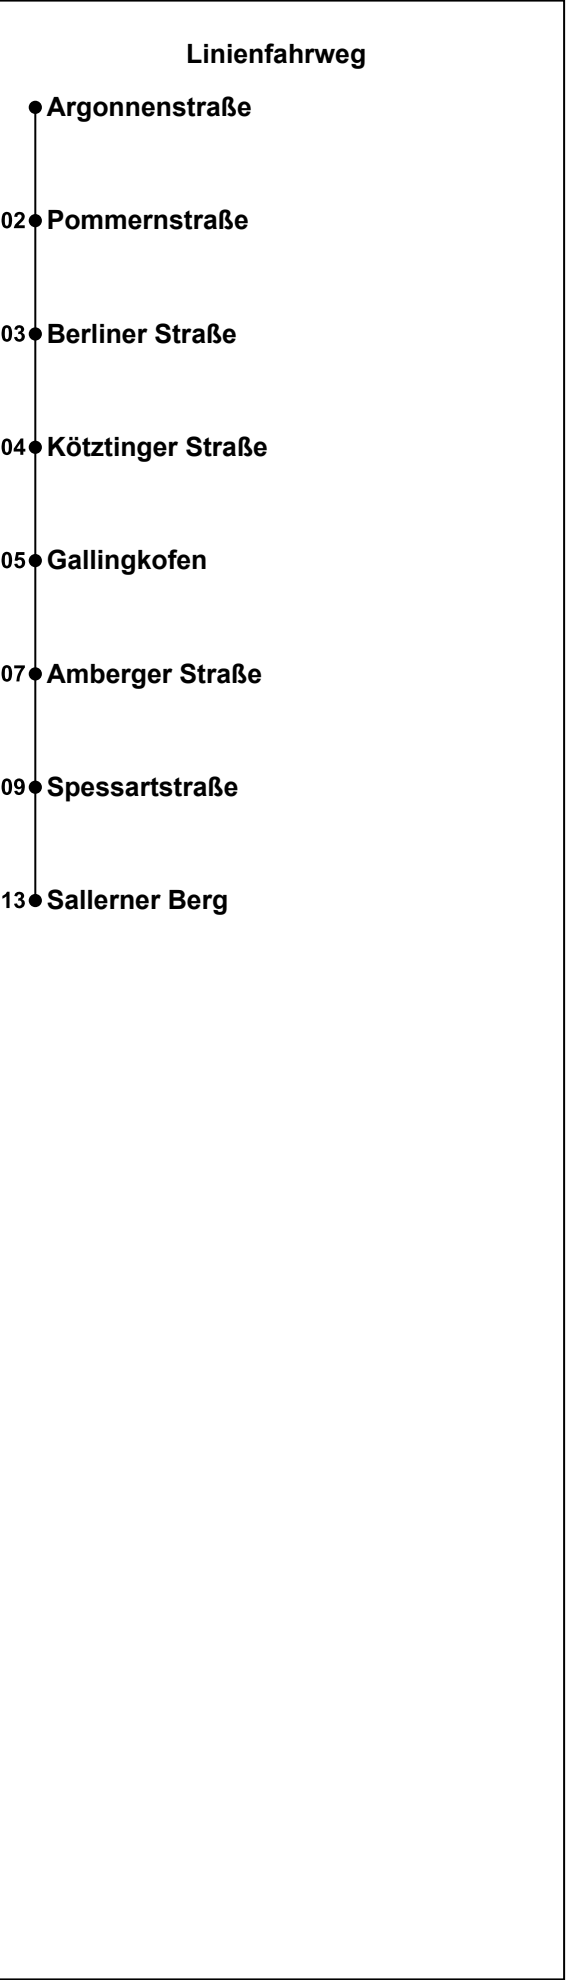 Linienfahrweg
Argonnenstraße
02 Pommernstraße
03 Berliner Straße
04 Kötztinger Straße
05 Gallingkofen
07 Amberger Straße
09 Spessartstraße
13 Sallerner Berg